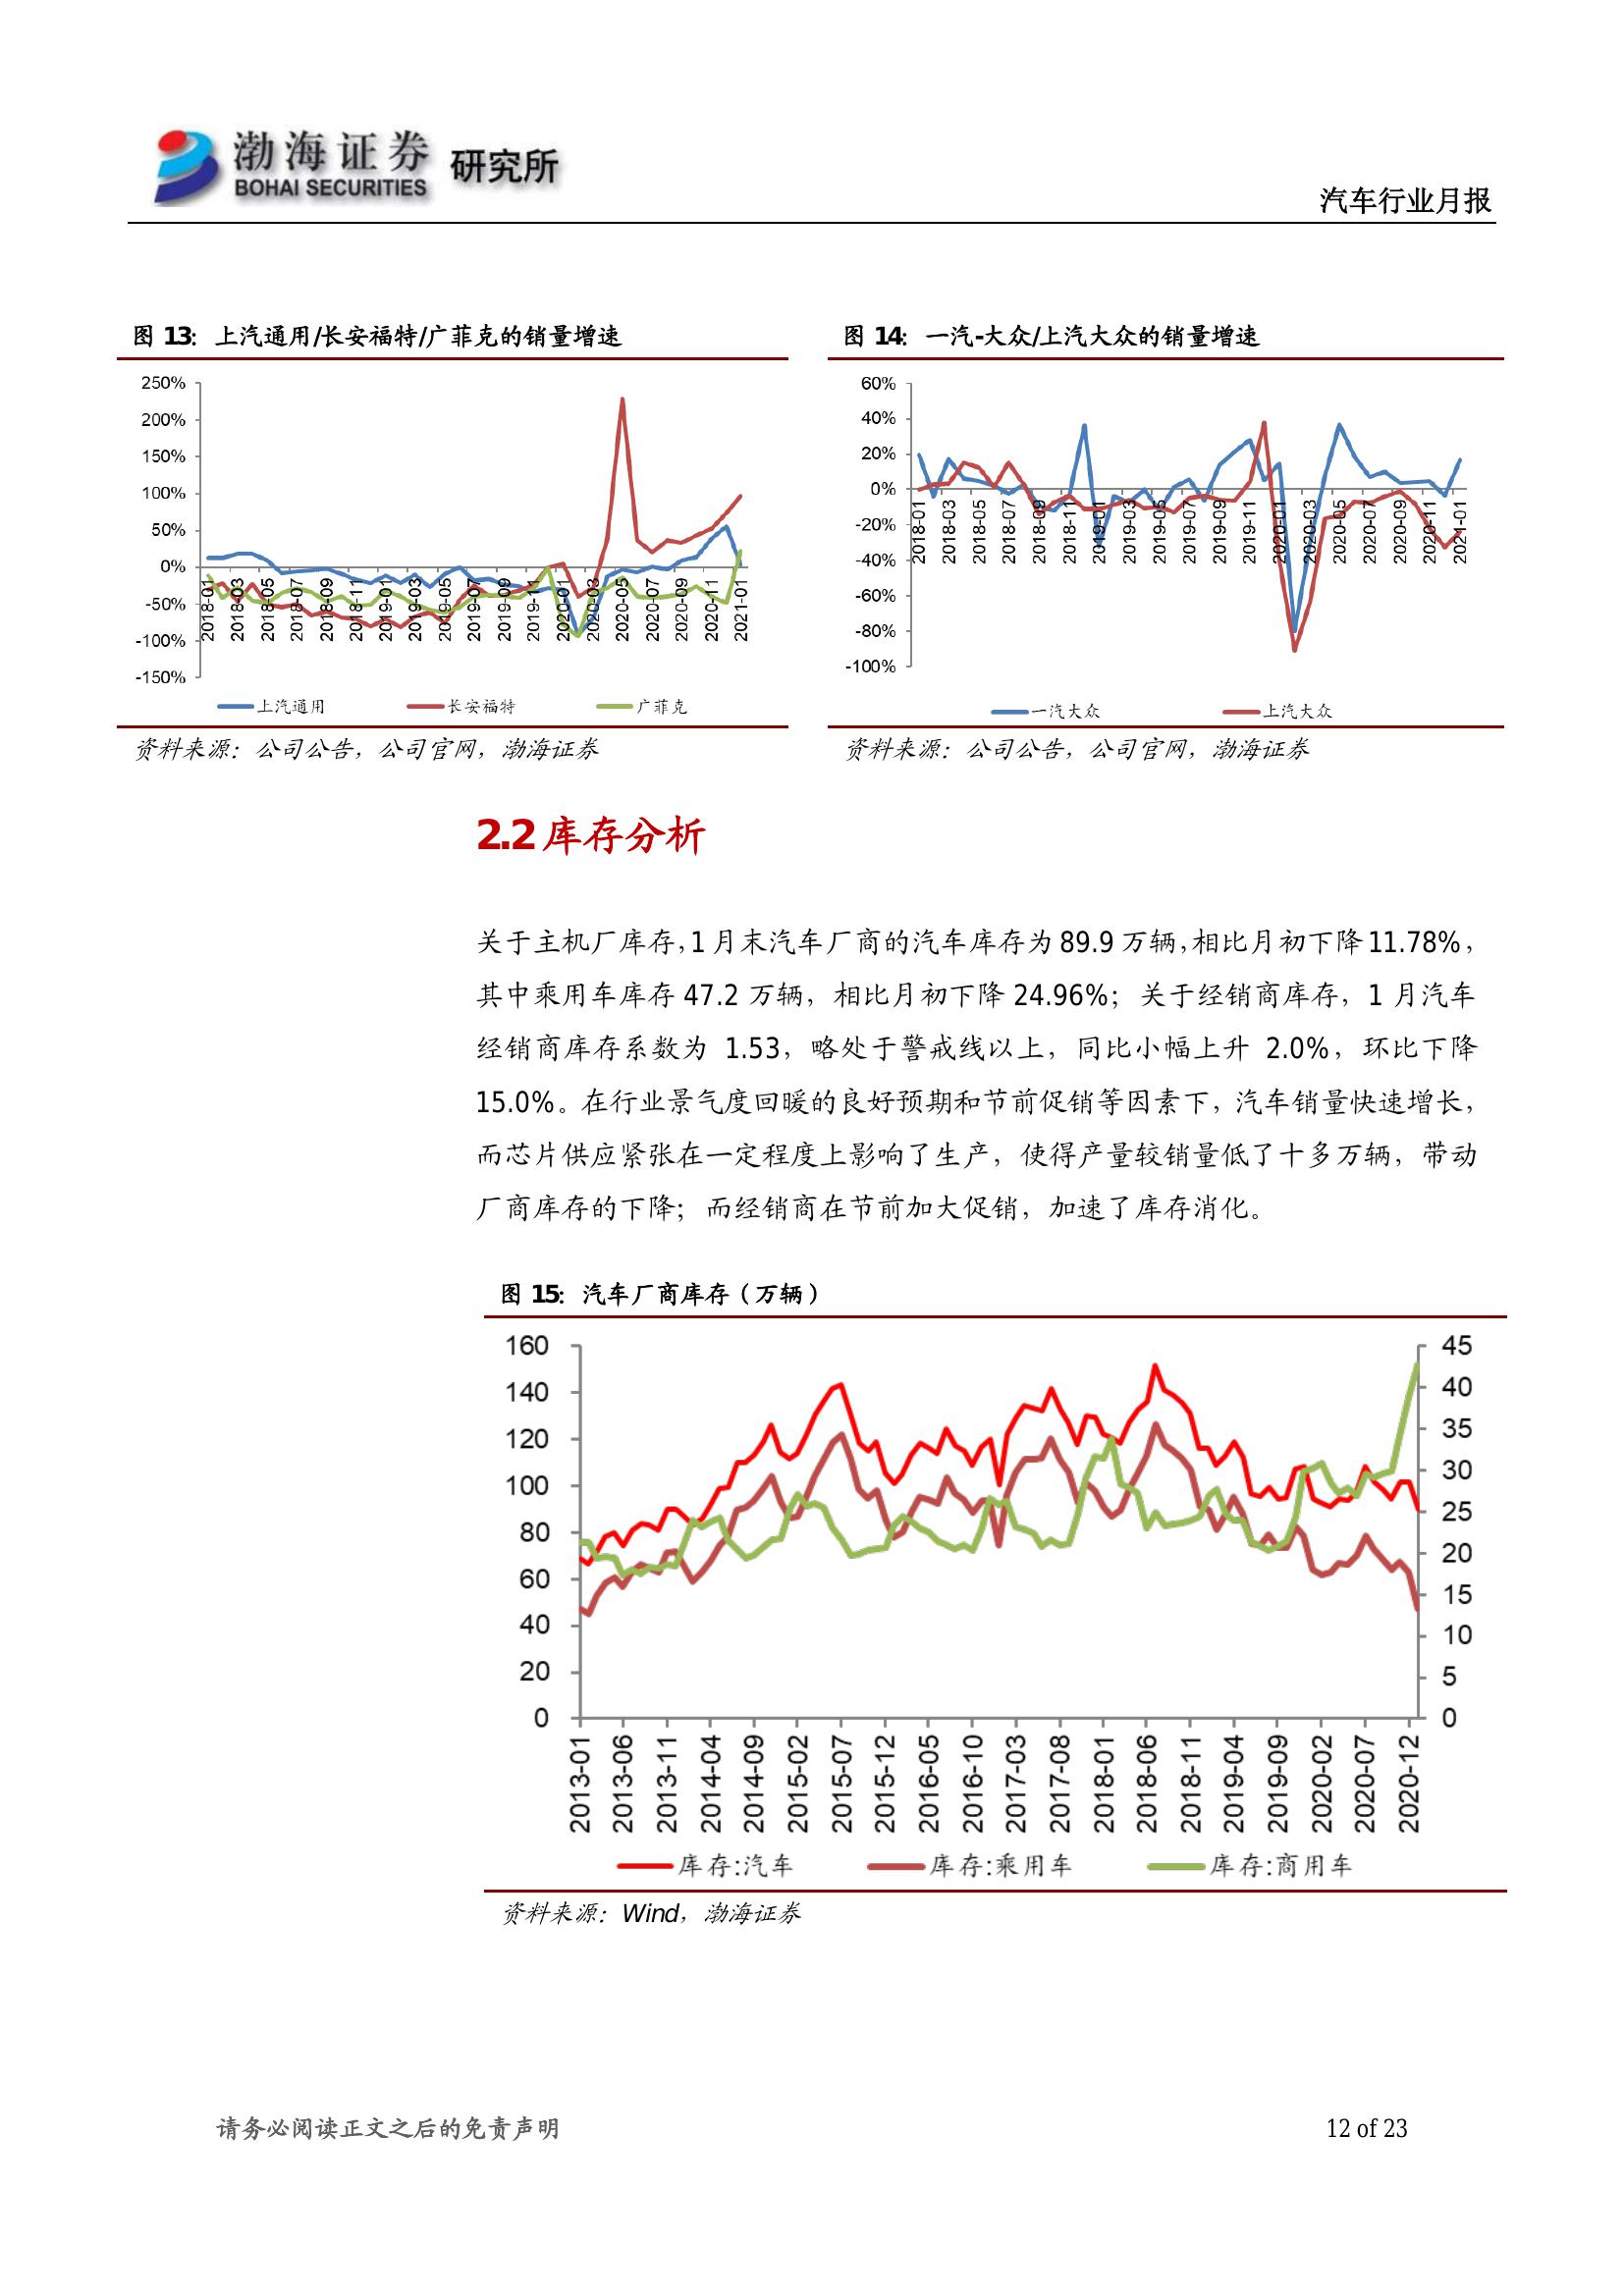 渤海证券 研究所
BOHAI SECURITIES
汽车行业月报
图 13：上汽通用/长安福特/广菲克的销量增速
250%
200%
150%
100%
50%
0%
-50%
-100%
-150%
2018-01 2018-03 2018-05 2018-07 2018-09 2018-11 2019-01 2019-03 2019-05 2019-07 2019-09 2019-11 2020-01 2020-03 2020-05 2020-07 2020-09 2020-11 2021-01
上汽通用 长安福特 广菲克
资料来源：公司公告，公司官网，渤海证券
图 14：一汽-大众/上汽大众的销量增速
60%
40%
20%
0%
-20%
-40%
-60%
-80%
-100%
2018-01 2018-03 2018-05 2018-07 2018-09 2018-11 2019-01 2019-03 2019-05 2019-07 2019-09 2019-11 2020-01 2020-03 2020-05 2020-07 2020-09 2020-11 2021-01
一汽大众 上汽大众
资料来源：公司公告，公司官网，渤海证券
2.2 库存分析
关于主机厂库存，1 月末汽车厂商的汽车库存为 89.9 万辆，相比月初下降 11.78%，
其中乘用车库存 47.2 万辆，相比月初下降 24.96%；关于经销商库存，1 月汽车
经销商库存系数为 1.53，略处于警戒线以上，同比小幅上升 2.0%，环比下降
15.0%。在行业景气度回暖的良好预期和节前促销等因素下，汽车销量快速增长，
而芯片供应紧张在一定程度上影响了生产，使得产量较销量低了十多万辆，带动
厂商库存的下降；而经销商在节前加大促销，加速了库存消化。
图 15：汽车厂商库存（万辆）
160
140
120
100
80
60
40
20
0
45
40
35
30
25
20
15
10
5
0
2013-01 2013-06 2013-11 2014-04 2014-09 2015-02 2015-07 2015-12 2016-05 2016-10 2017-03 2017-08 2018-01 2018-06 2018-11 2019-04 2019-09 2020-02 2020-07 2020-12
库存:汽车 库存:乘用车 库存:商用车
资料来源：Wind，渤海证券
请务必阅读正文之后的免责声明
12 of 23